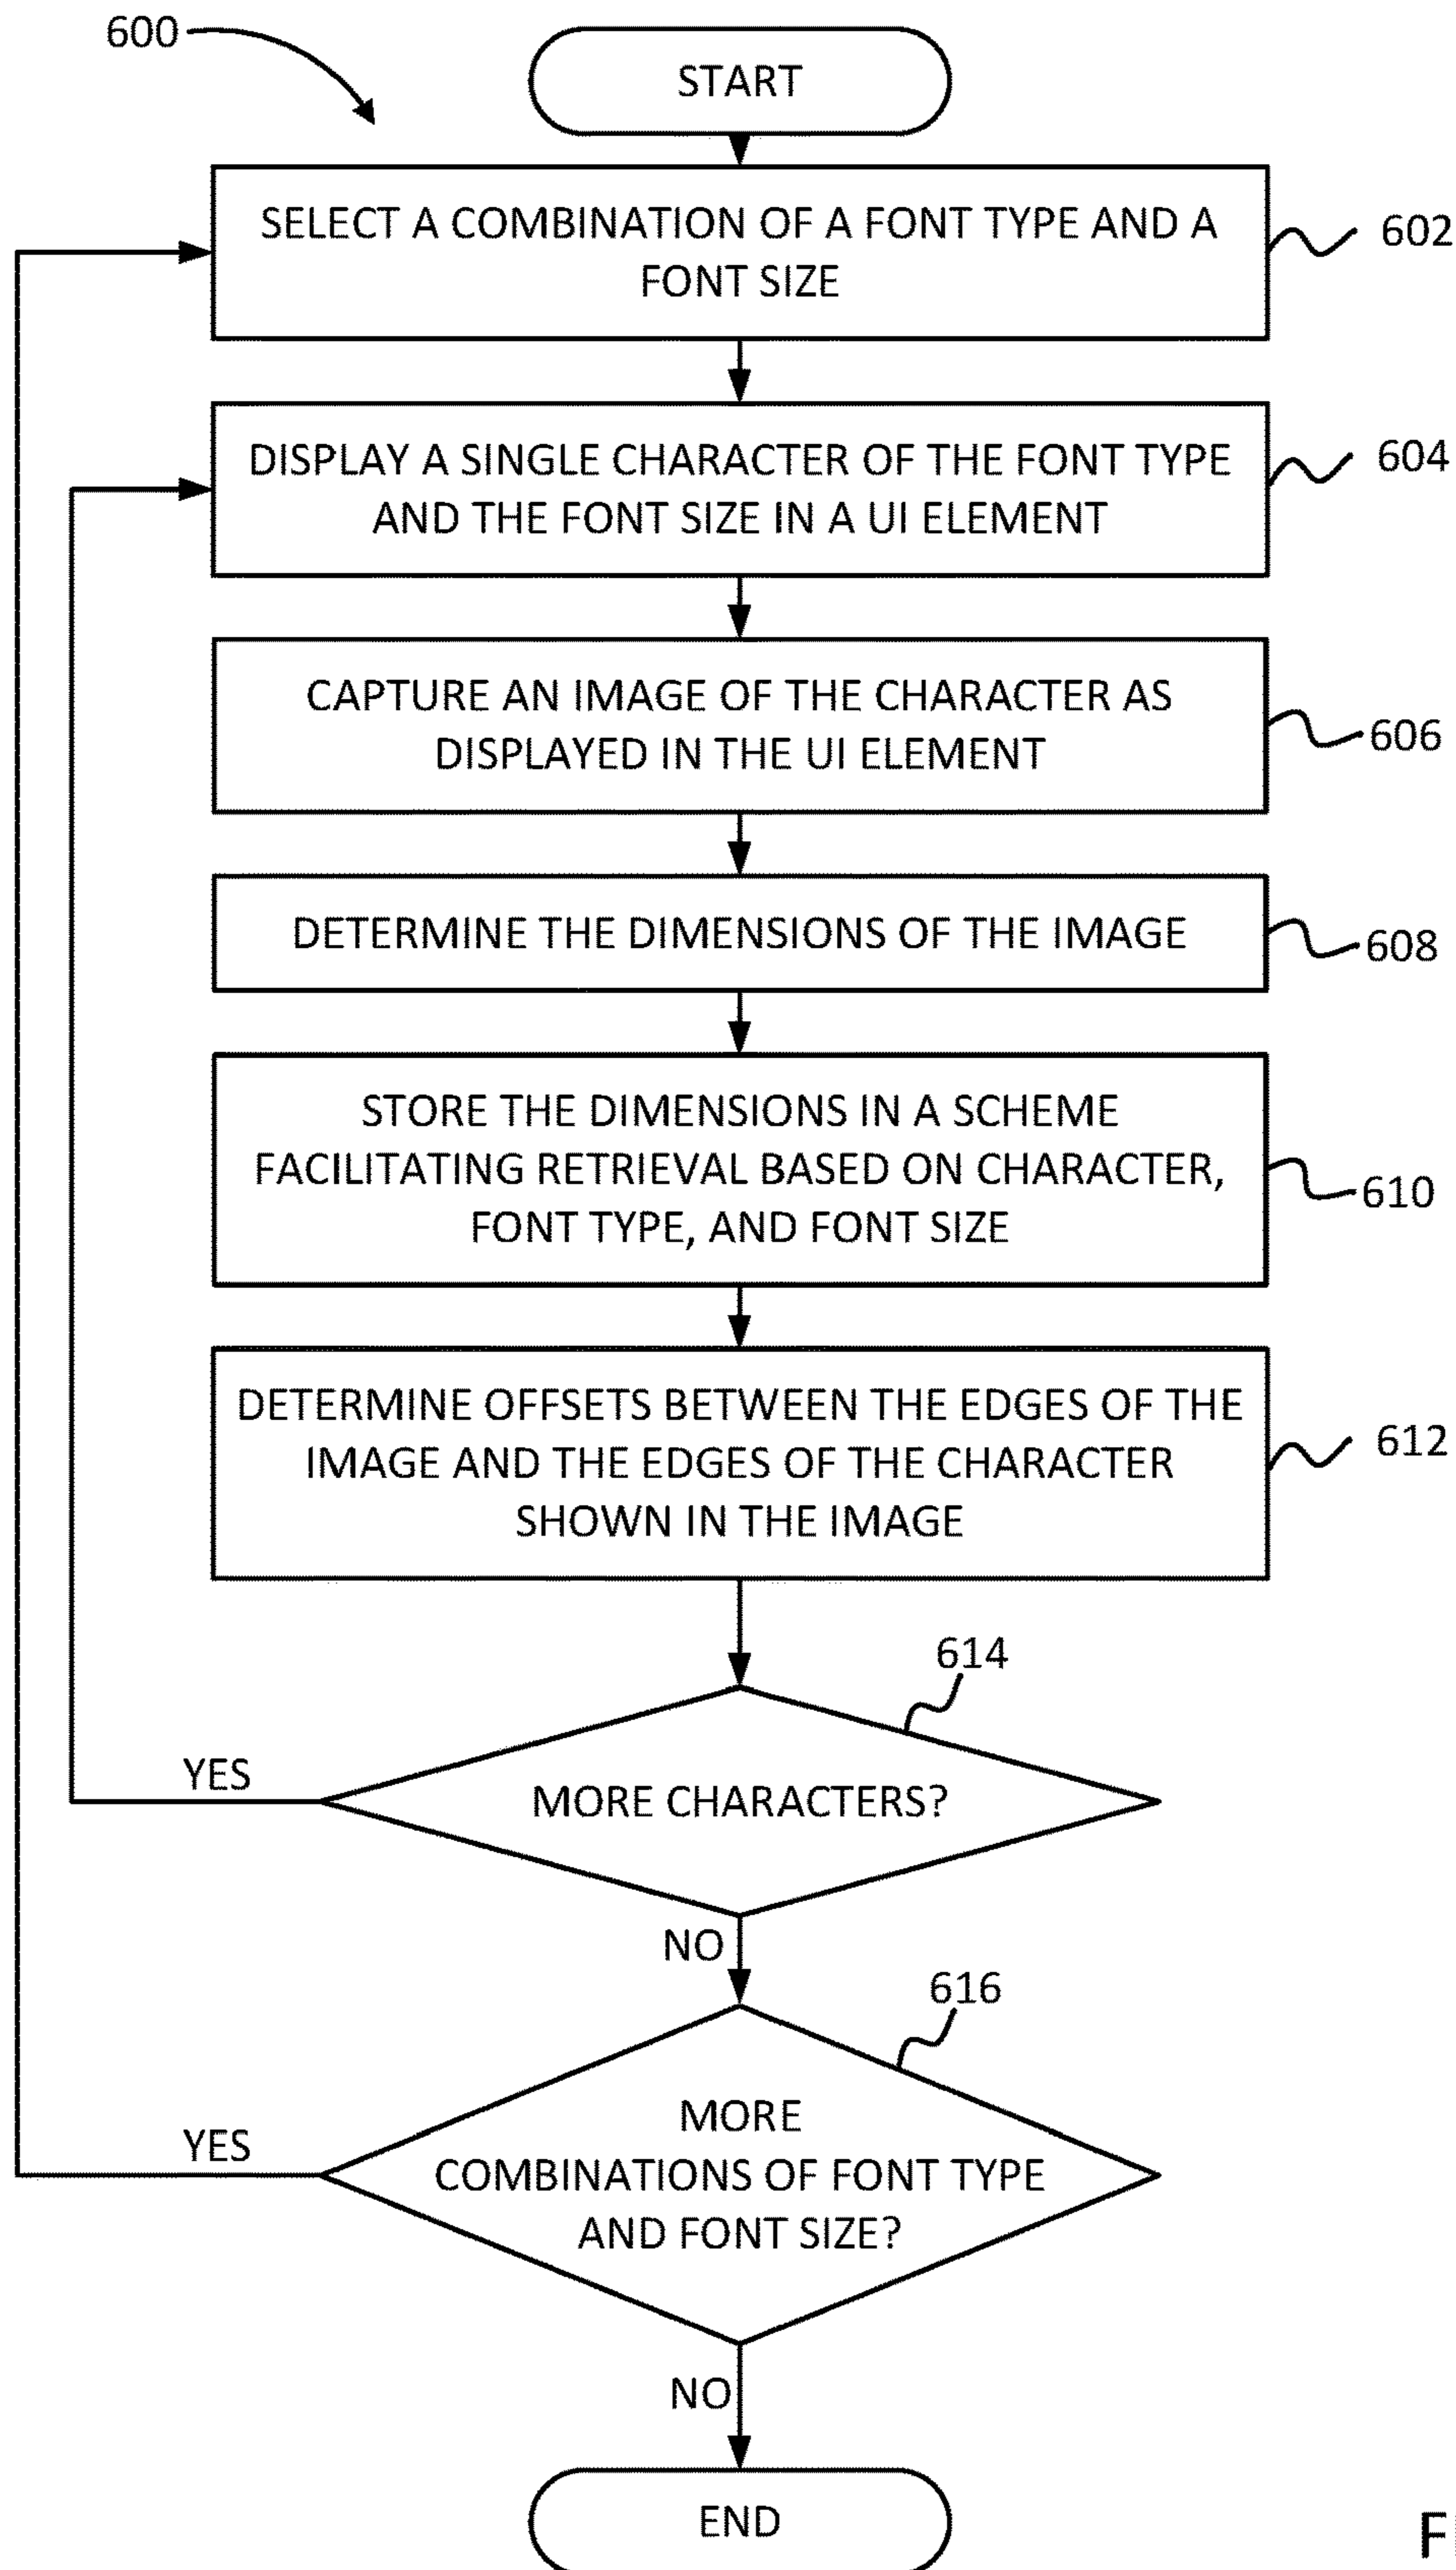 600
START
SELECT A COMBINATION OF A FONT TYPE AND A
FONT SIZE
602
DISPLAY A SINGLE CHARACTER OF THE FONT TYPE
AND THE FONT SIZE IN A UI ELEMENT
604
CAPTURE AN IMAGE OF THE CHARACTER AS
DISPLAYED IN THE UI ELEMENT
606
DETERMINE THE DIMENSIONS OF THE IMAGE
608
STORE THE DIMENSIONS IN A SCHEME
FACILITATING RETRIEVAL BASED ON CHARACTER,
FONT TYPE, AND FONT SIZE
610
DETERMINE OFFSETS BETWEEN THE EDGES OF THE
IMAGE AND THE EDGES OF THE CHARACTER
SHOWN IN THE IMAGE
612
614
YES
MORE CHARACTERS?
NO
616
YES
MORE
COMBINATIONS OF FONT TYPE
AND FONT SIZE?
NO
END